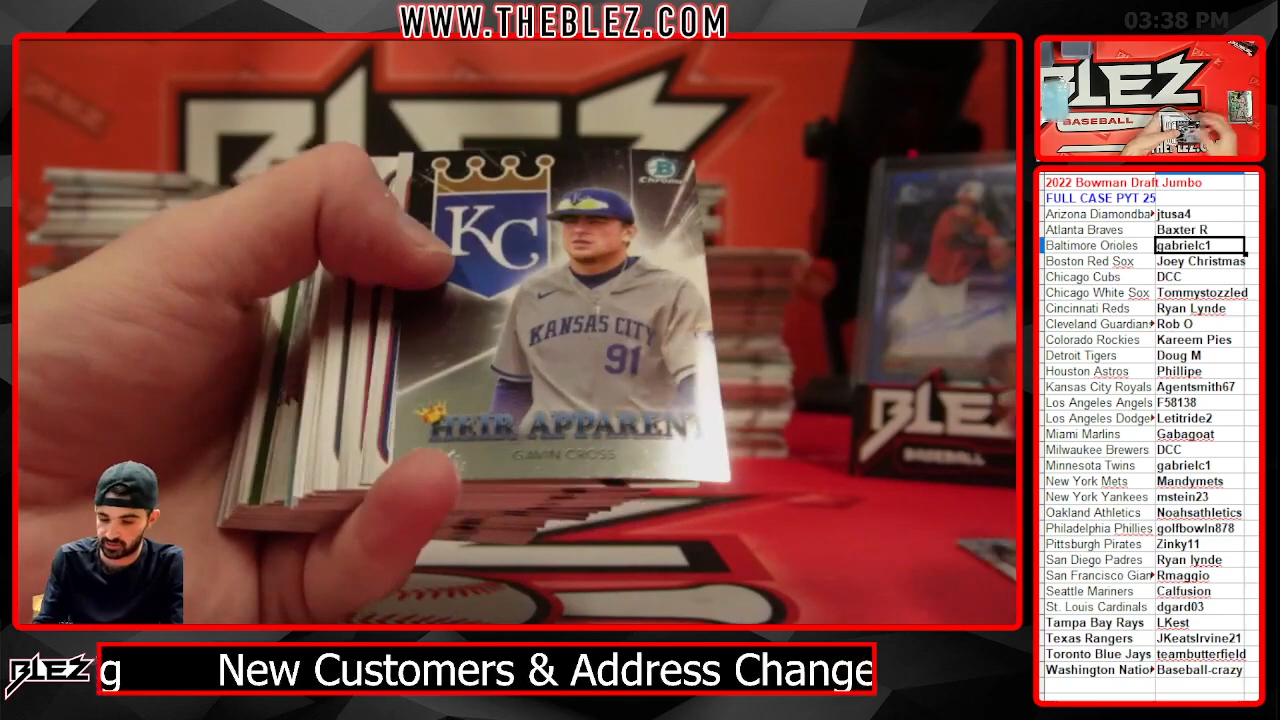 WWW.THEBLEZ.COM
03:38 PM
BLEZ
KC
B
Chrome
KANSAS CITY
91
HEIR APPARENT
GAVIN CROSS
BLEZ
BASEBALL
BLEZ
BASEBALL
2022 Bowman Draft Jumbo
FULL CASE PYT 25
Arizona Diamondba jtusa4
Atlanta Braves Baxter R
Baltimore Orioles gabrielc1
Boston Red Sox Joey Christmas
Chicago Cubs DCC
Chicago White Sox Tommystozzled
Cincinnati Reds Ryan Lynde
Cleveland Guardian Rob O
Colorado Rockies Kareem Pies
Detroit Tigers Doug M
Houston Astros Phillipe
Kansas City Royals Agentsmith67
Los Angeles Angels F58138
Los Angeles Dodge Letitride2
Miami Marlins Gabagoat
Milwaukee Brewers DCC
Minnesota Twins gabrielc1
New York Mets Mandymets
New York Yankees mstein23
Oakland Athletics Noahsathletics
Philadelphia Phillies golfbowln878
Pittsburgh Pirates Zinky11
San Diego Padres Ryan lynde
San Francisco Gian Rmaggio
Seattle Mariners Calfusion
St. Louis Cardinals dgard03
Tampa Bay Rays LKest
Texas Rangers JKeatsIrvine21
Toronto Blue Jays teambutterfield
Washington Natio Baseball-crazy
BLEZ
g New Customers & Address Change